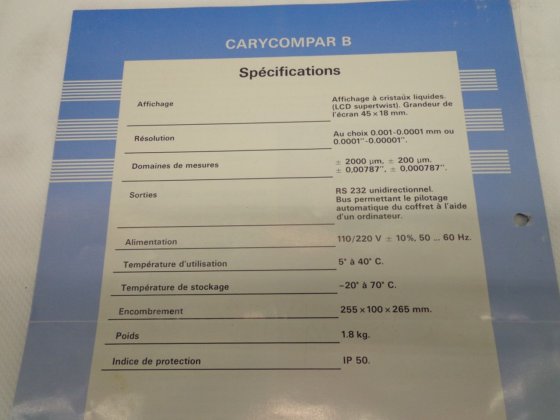 CARYCOMPAR B
Spécifications
Affichage
Affichage à cristaux liquides.
(LCD supertwist). Grandeur de
l'écran 45 x 18 mm.
Résolution
Au choix 0.001-0.0001 mm ou
0.0001"-0.00001".
Domaines de mesures
± 2000 µm, ± 200 µm.
± 0,00787", ± 0,000787".
Sorties
RS 232 unidirectionnel.
Bus permettant le pilotage
automatique du coffret à l'aide
d'un ordinateur.
Alimentation
110/220 V ± 10%, 50 ... 60 Hz.
Température d'utilisation
5° à 40° C.
Température de stockage
-20° à 70° C.
Encombrement
255 x 100 x 265 mm.
Poids
1.8 kg.
Indice de protection
IP 50.